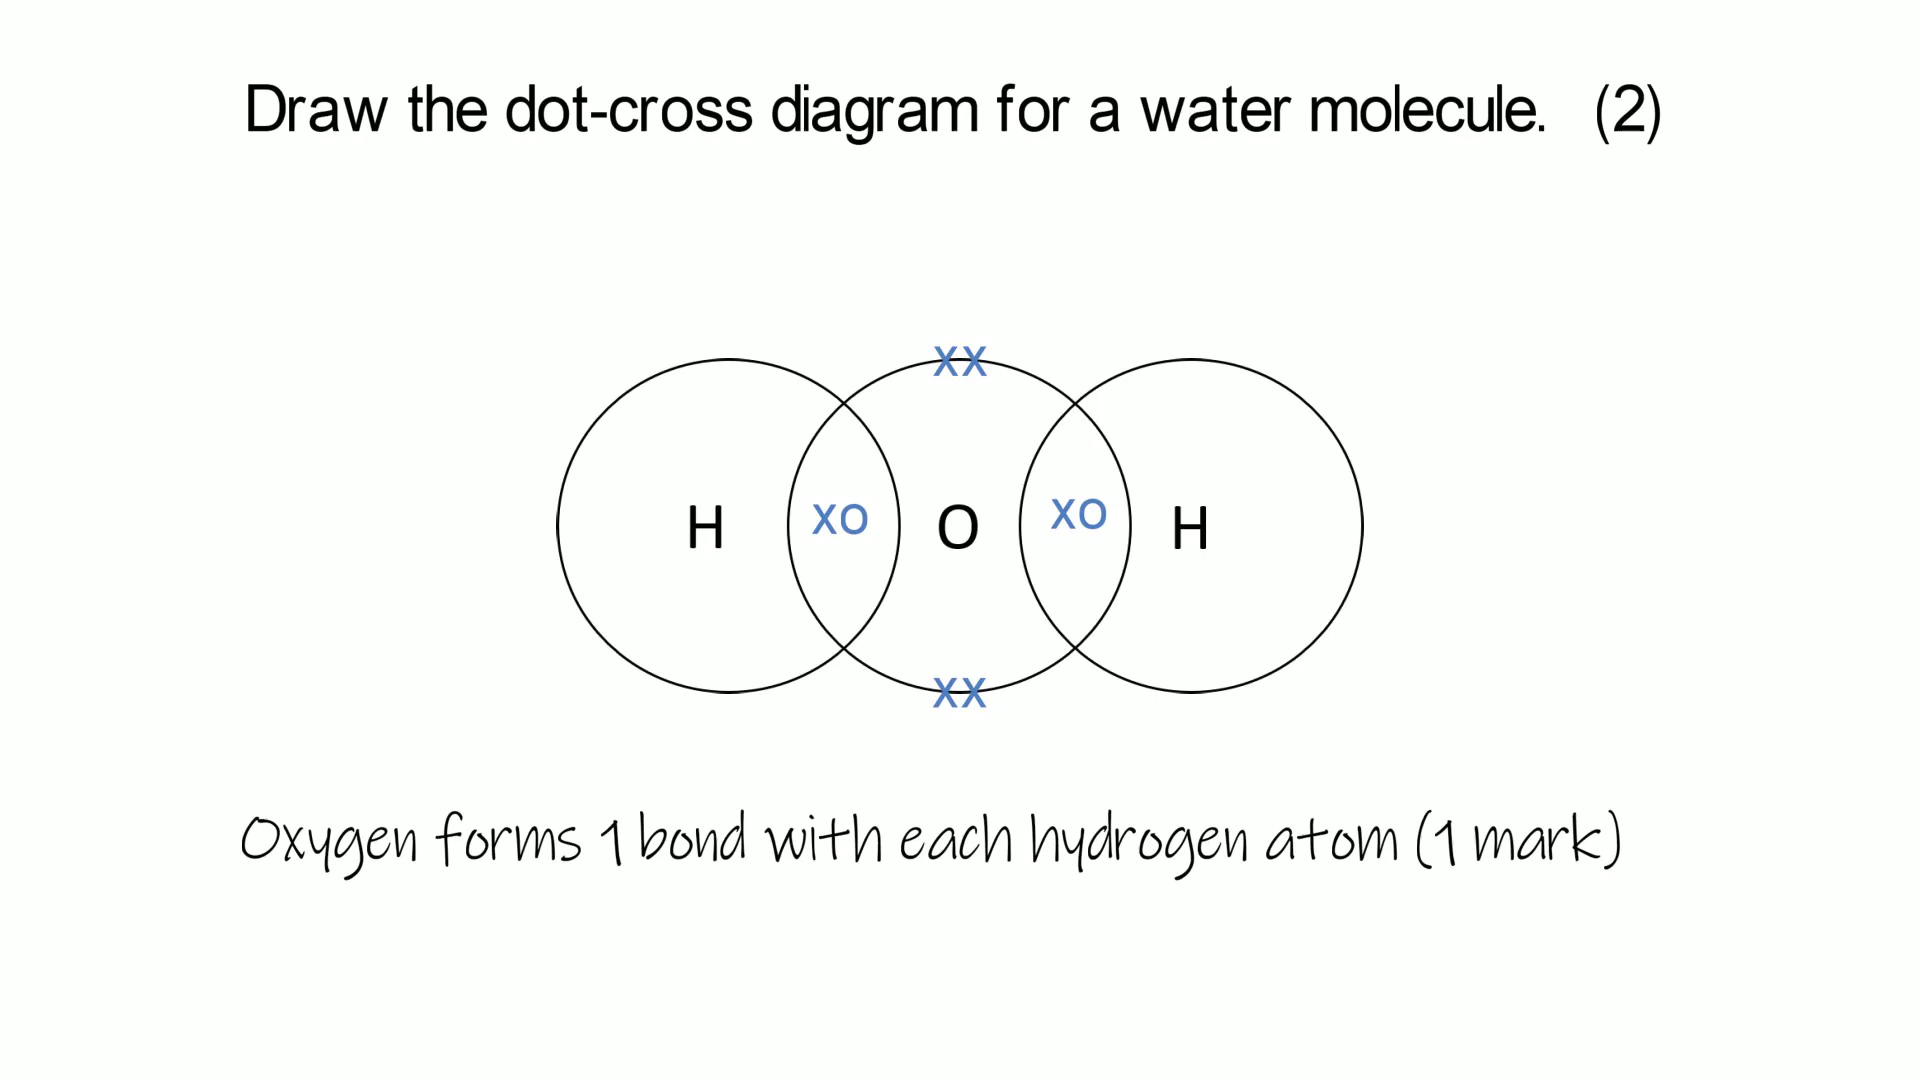 Draw the dot-cross diagram for a water molecule. (2)
xx
H xo O xo H
xx
Oxygen forms 1 bond with each hydrogen atom (1 mark)